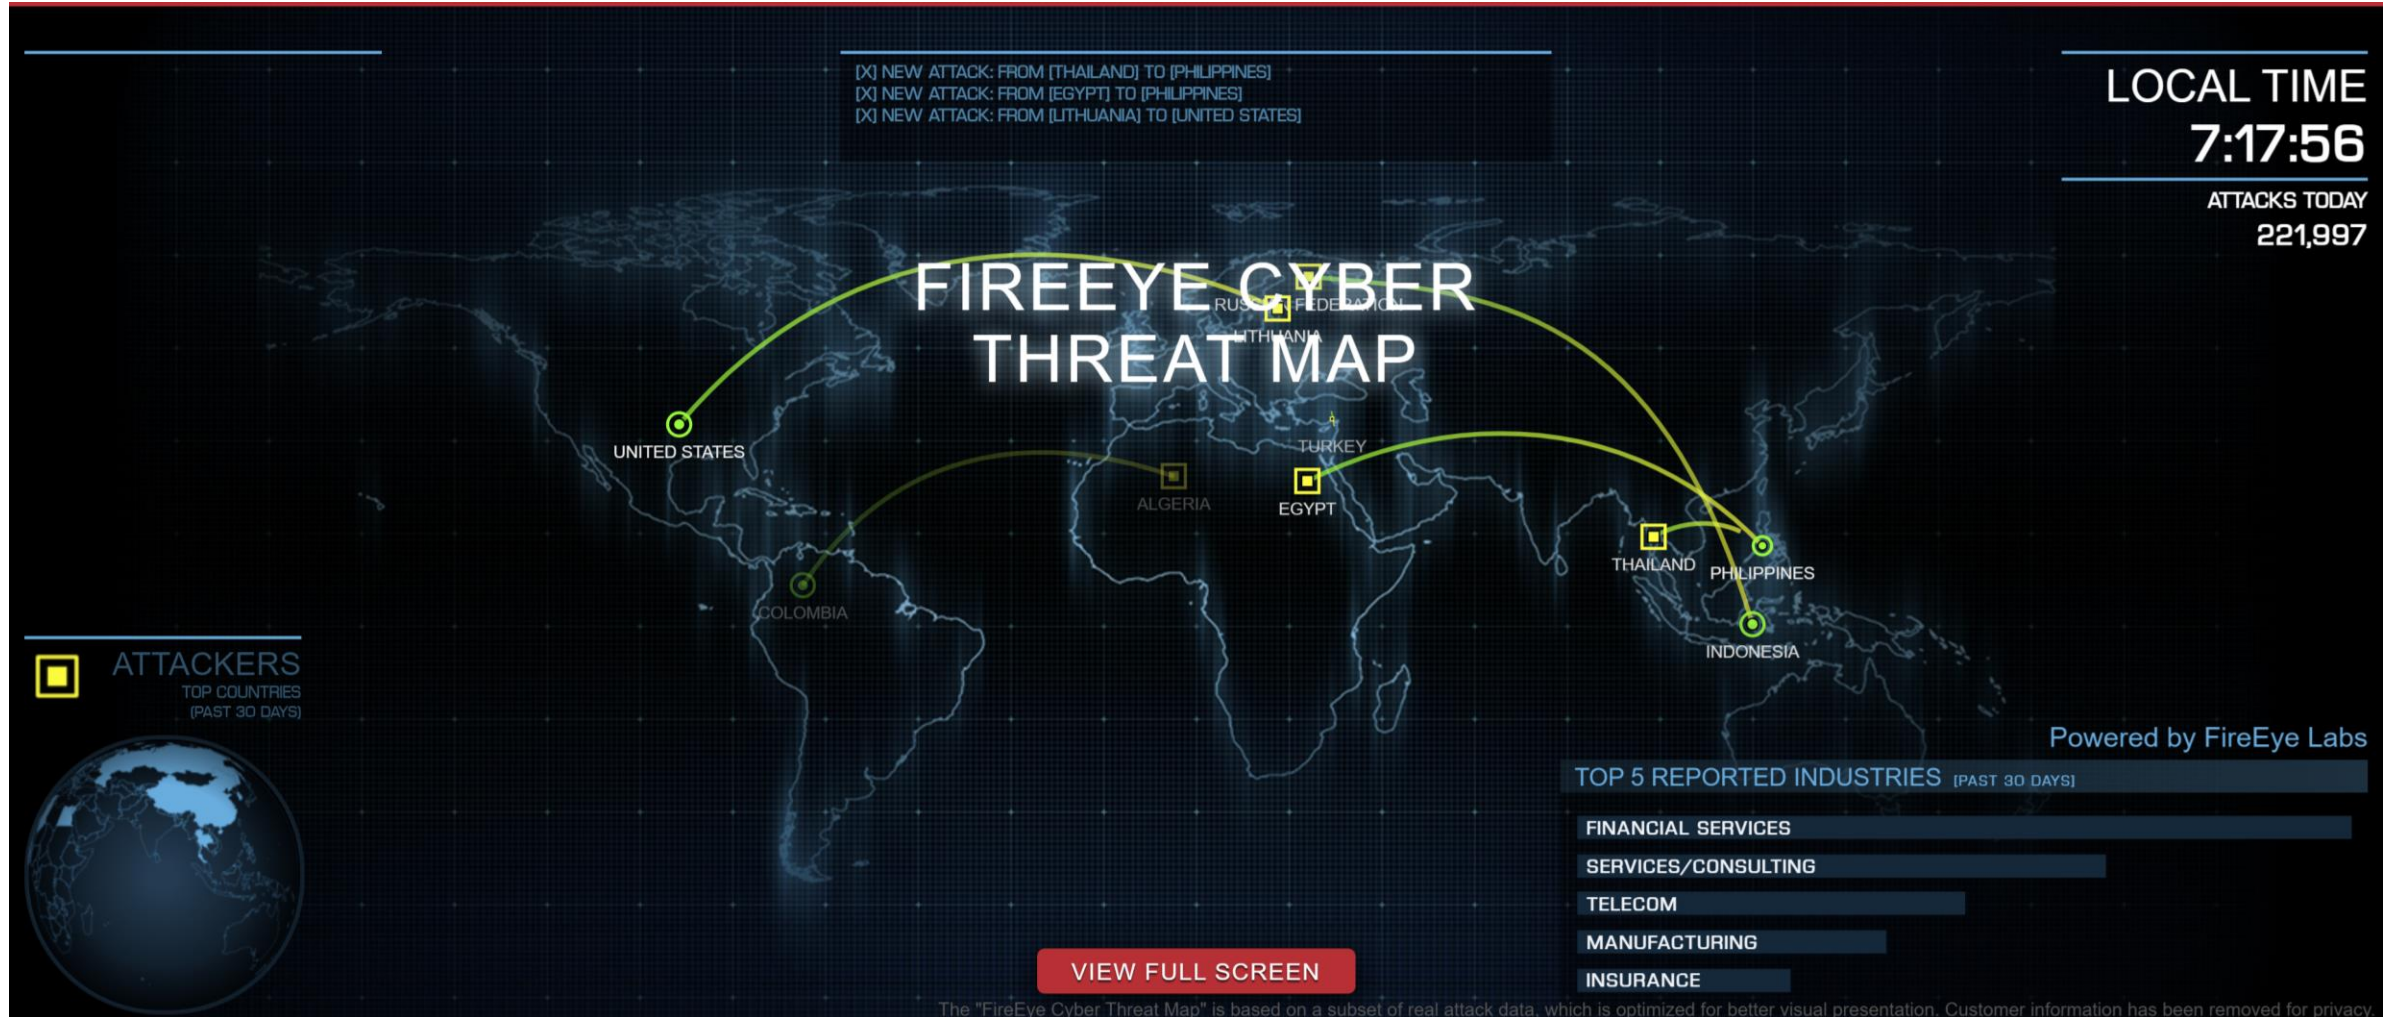 [X] NEW ATTACK: FROM [THAILAND] TO [PHILIPPINES]
[X] NEW ATTACK: FROM [EGYPT] TO [PHILIPPINES]
[X] NEW ATTACK: FROM [LITHUANIA] TO [UNITED STATES]
LOCAL TIME
7:17:56
ATTACKS TODAY
221,997
FIREEYE CYBER
THREAT MAP
RUSSIAN FEDERATION
LITHUANIA
UNITED STATES
TURKEY
ALGERIA
EGYPT
THAILAND
PHILIPPINES
COLOMBIA
INDONESIA
ATTACKERS
TOP COUNTRIES
(PAST 30 DAYS)
Powered by FireEye Labs
TOP 5 REPORTED INDUSTRIES [PAST 30 DAYS]
FINANCIAL SERVICES
SERVICES/CONSULTING
TELECOM
MANUFACTURING
INSURANCE
VIEW FULL SCREEN
The "FireEye Cyber Threat Map" is based on a subset of real attack data, which is optimized for better visual presentation. Customer information has been removed for privacy.